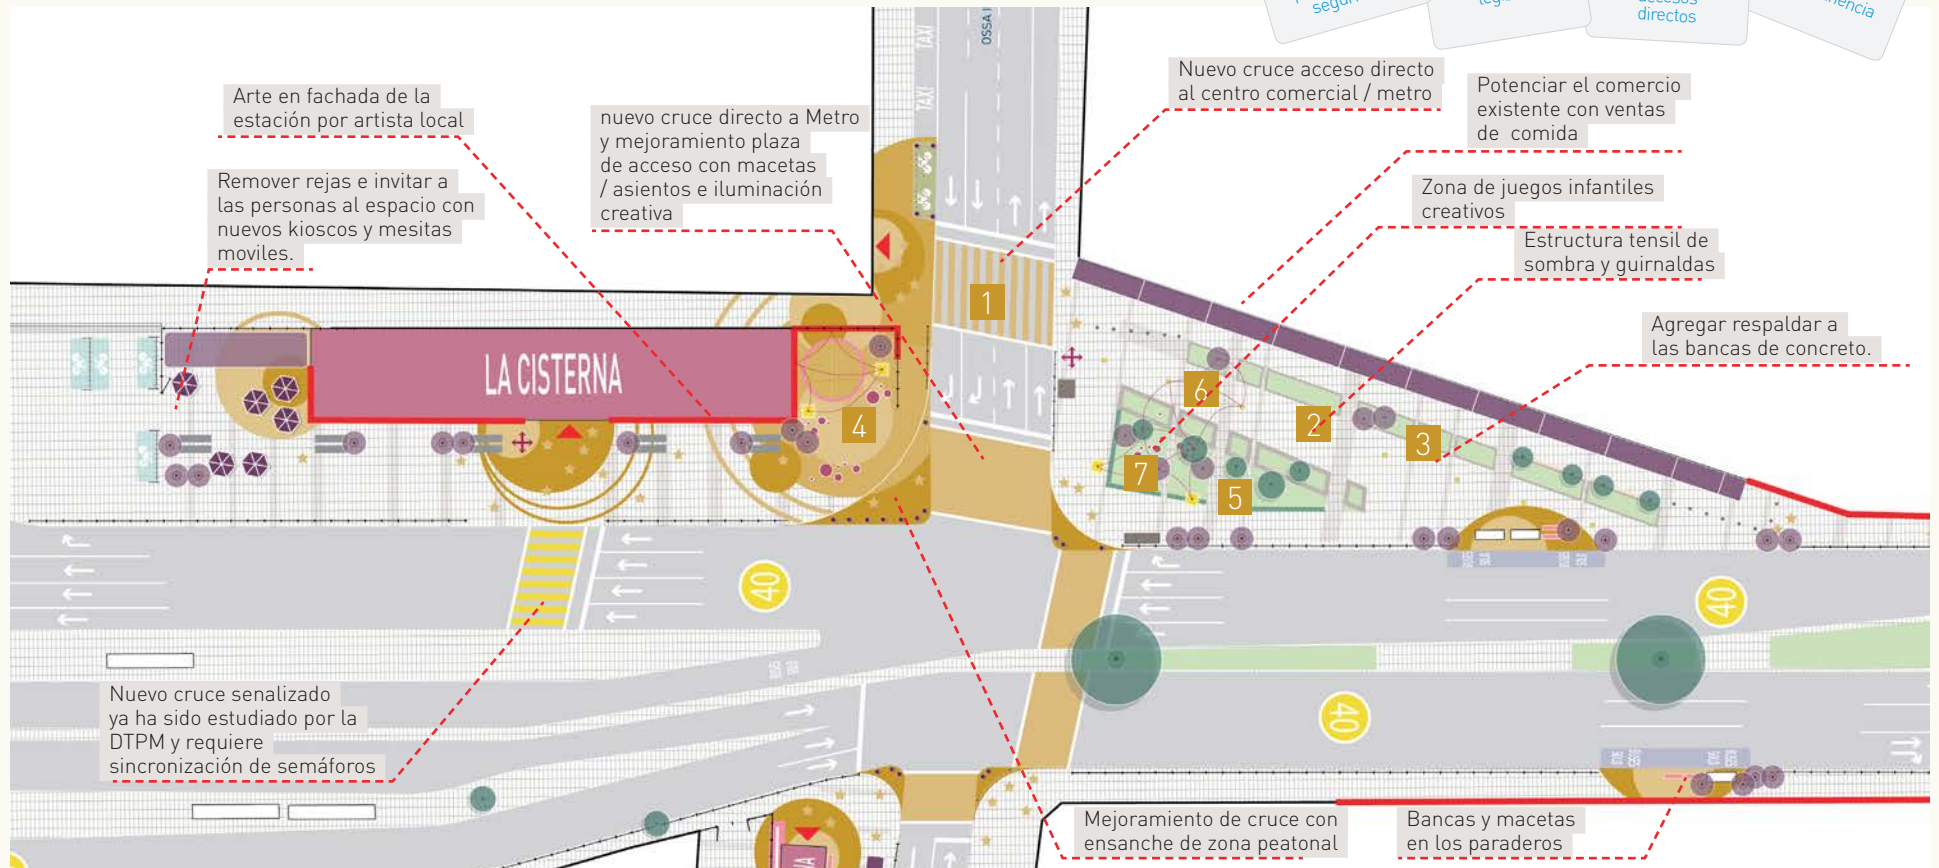 directos
OSSA
TAXI
TAXI
Arte en fachada de la
estación por artista local
Remover rejas e invitar a
las personas al espacio con
nuevos kioscos y mesitas
moviles.
nuevo cruce directo a Metro
y mejoramiento plaza
de acceso con macetas
/ asientos e iluminación
creativa
Nuevo cruce acceso directo
al centro comercial / metro
Potenciar el comercio
existente con ventas
de comida
Zona de juegos infantiles
creativos
Estructura tensil de
sombra y guirnaldas
Agregar respaldar a
las bancas de concreto.
LA CISTERNA
1
2
3
4
5
6
7
40
40
40
Nuevo cruce senalizado
ya ha sido estudiado por la
DTPM y requiere
sincronización de semáforos
Mejoramiento de cruce con
ensanche de zona peatonal
Bancas y macetas
en los paraderos